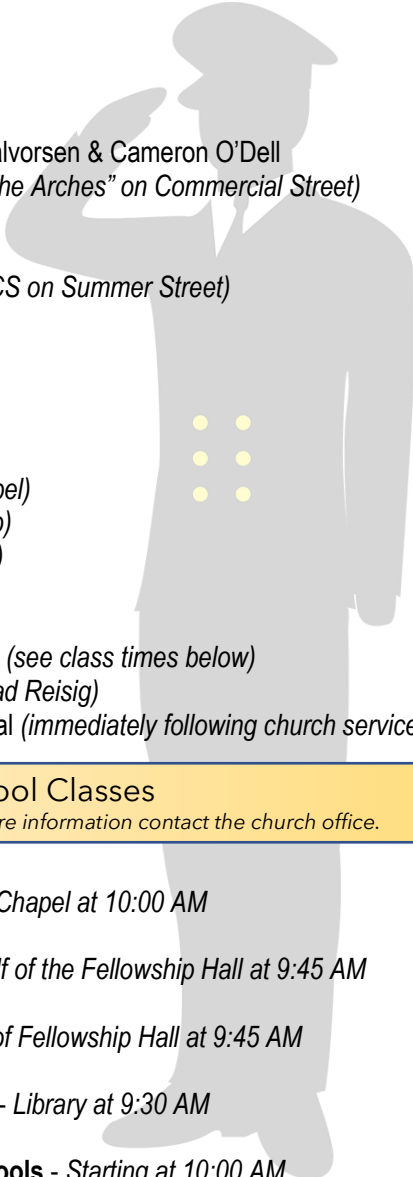 alvorsen & Cameron O’Dell
he Arches” on Commercial Street)
CS on Summer Street)
pel)
o)
)
(see class times below)
ad Reisig)
al (immediately following church service
ool Classes
re information contact the church office.
Chapel at 10:00 AM
lf of the Fellowship Hall at 9:45 AM
of Fellowship Hall at 9:45 AM
- Library at 9:30 AM
ools - Starting at 10:00 AM